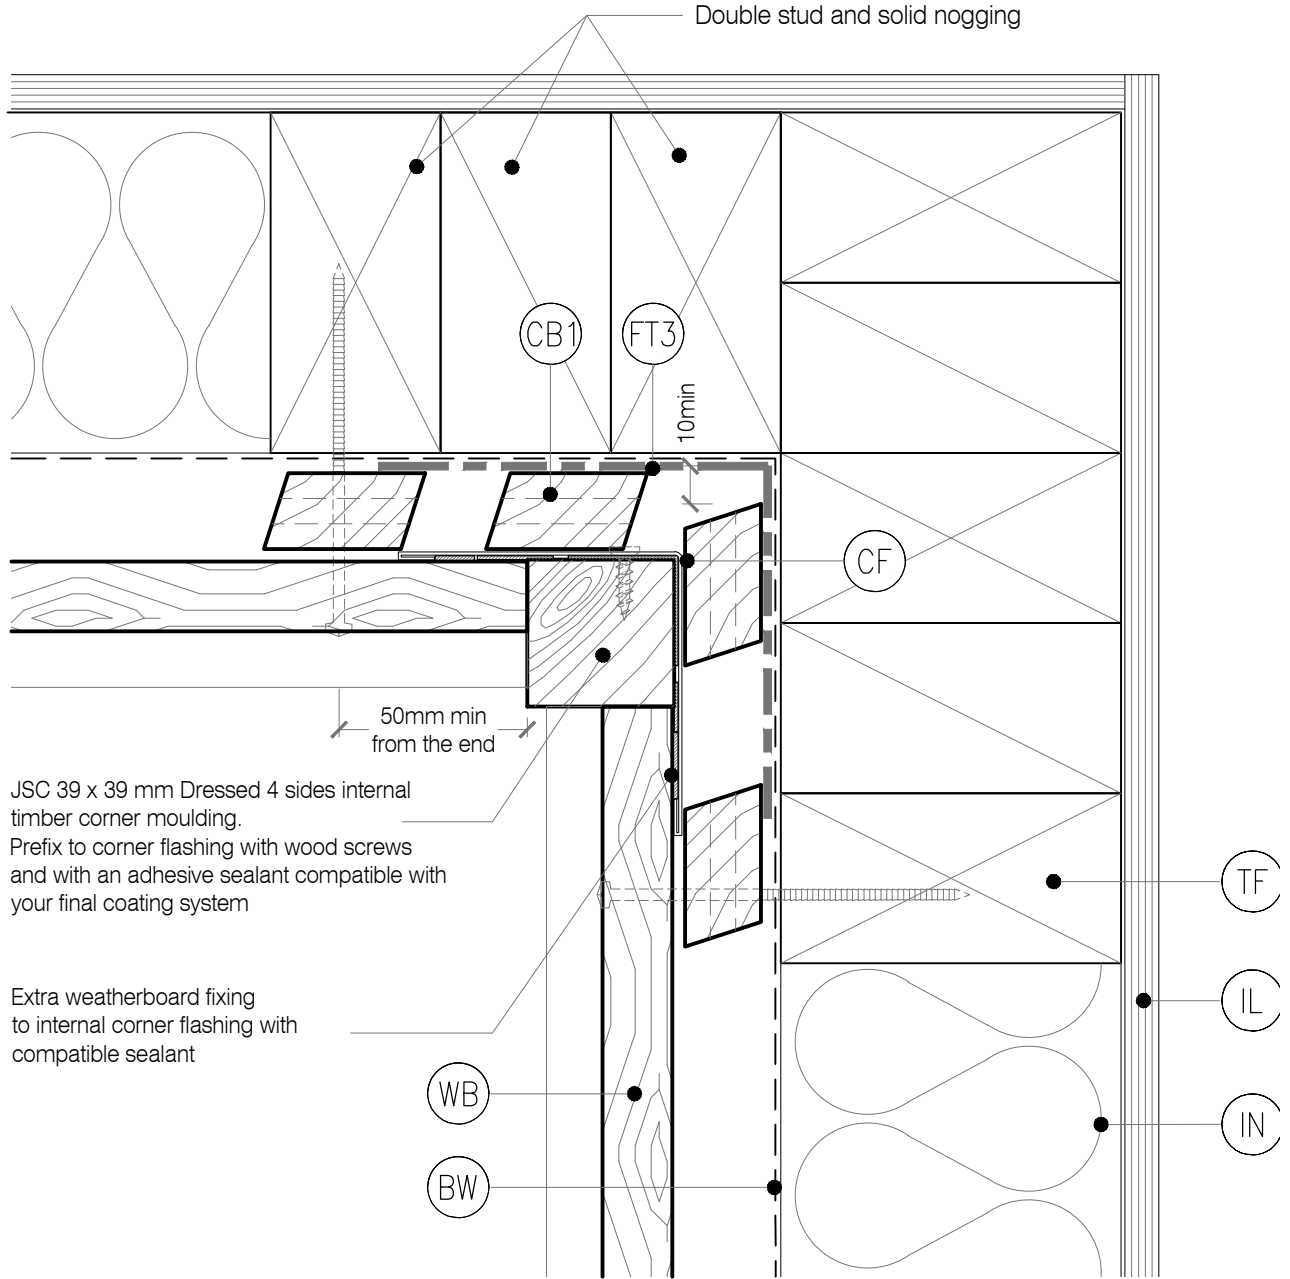 Double stud and solid nogging
CB1
FT3
10min
CF
50mm min
from the end
JSC 39 x 39 mm Dressed 4 sides internal
timber corner moulding.
Prefix to corner flashing with wood screws
and with an adhesive sealant compatible with
your final coating system
TF
Extra weatherboard fixing
to internal corner flashing with
compatible sealant
IL
WB
IN
BW